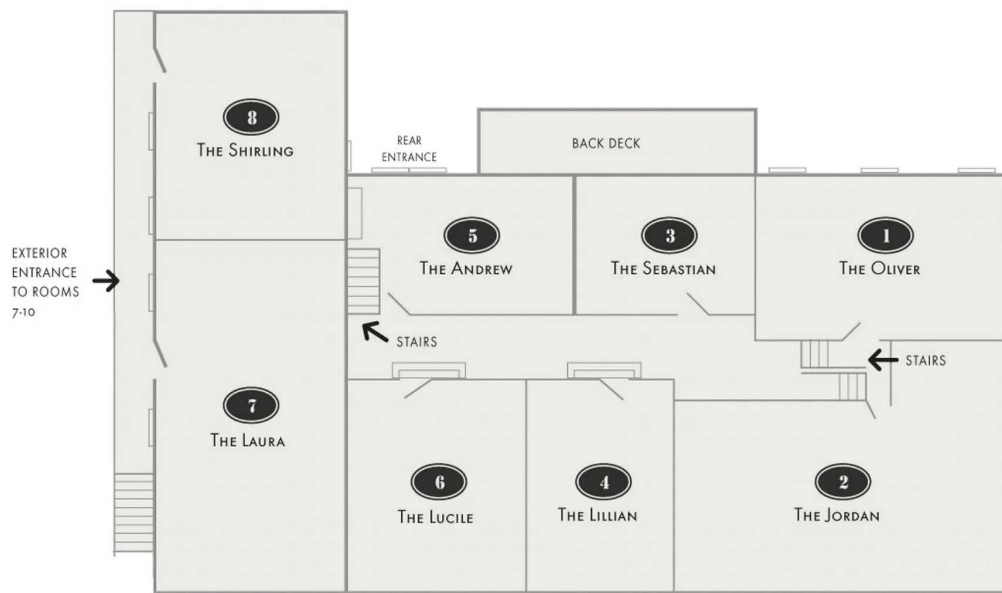 8
The Shirling
REAR
ENTRANCE
BACK DECK
5
The Andrew
3
The Sebastian
1
The Oliver
EXTERIOR
ENTRANCE
TO ROOMS
7-10
STAIRS
STAIRS
7
The Laura
6
The Lucile
4
The Lillian
2
The Jordan